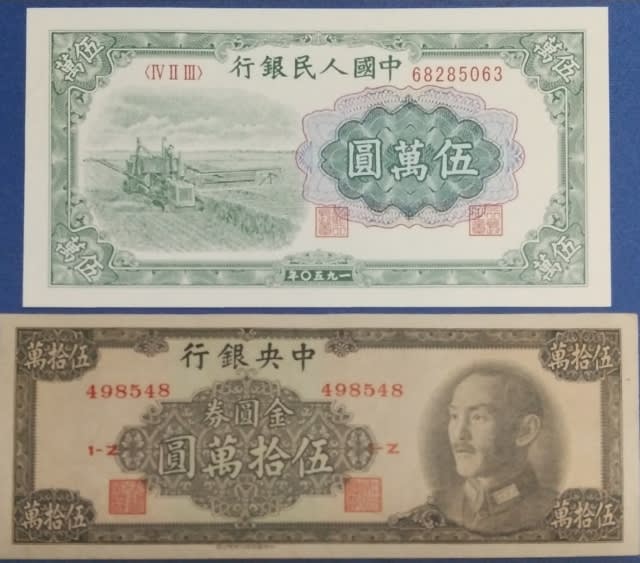 伍萬
中國人民銀行
伍萬
〈IV II III〉
68285063
伍萬圓
伍萬
一九五〇年
伍萬
伍拾萬
中央銀行
伍拾萬
498548
498548
金圓券
1-Z
伍拾萬圓
1-Z
伍拾萬
伍拾萬